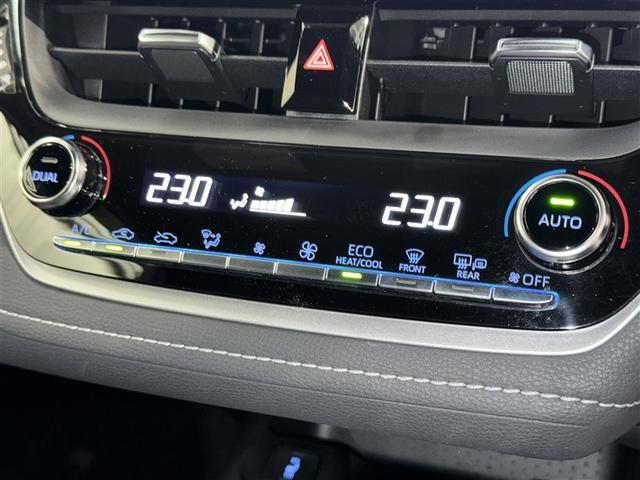 DUAL
23.0
23.0
AUTO
A/C
ECO
HEAT/COOL
FRONT
REAR
OFF